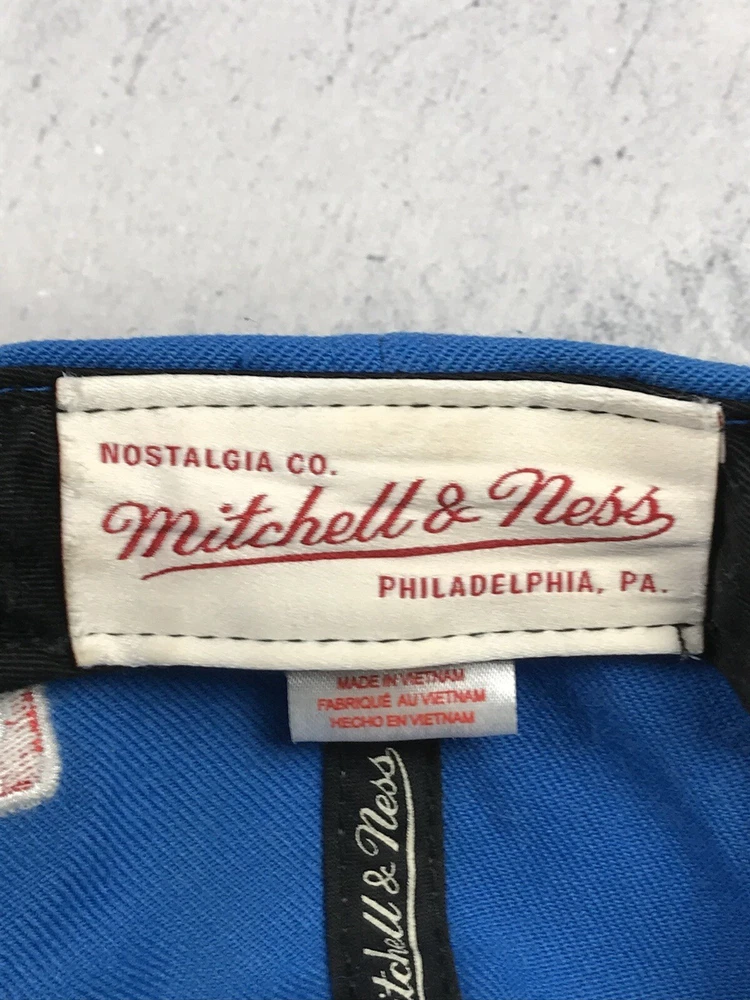 NOSTALGIA CO.
Mitchell & Ness
PHILADELPHIA, PA.
MADE IN VIETNAM
FABRIQUÉ AU VIETNAM
HECHO EN VIETNAM
Mitchell & Ness